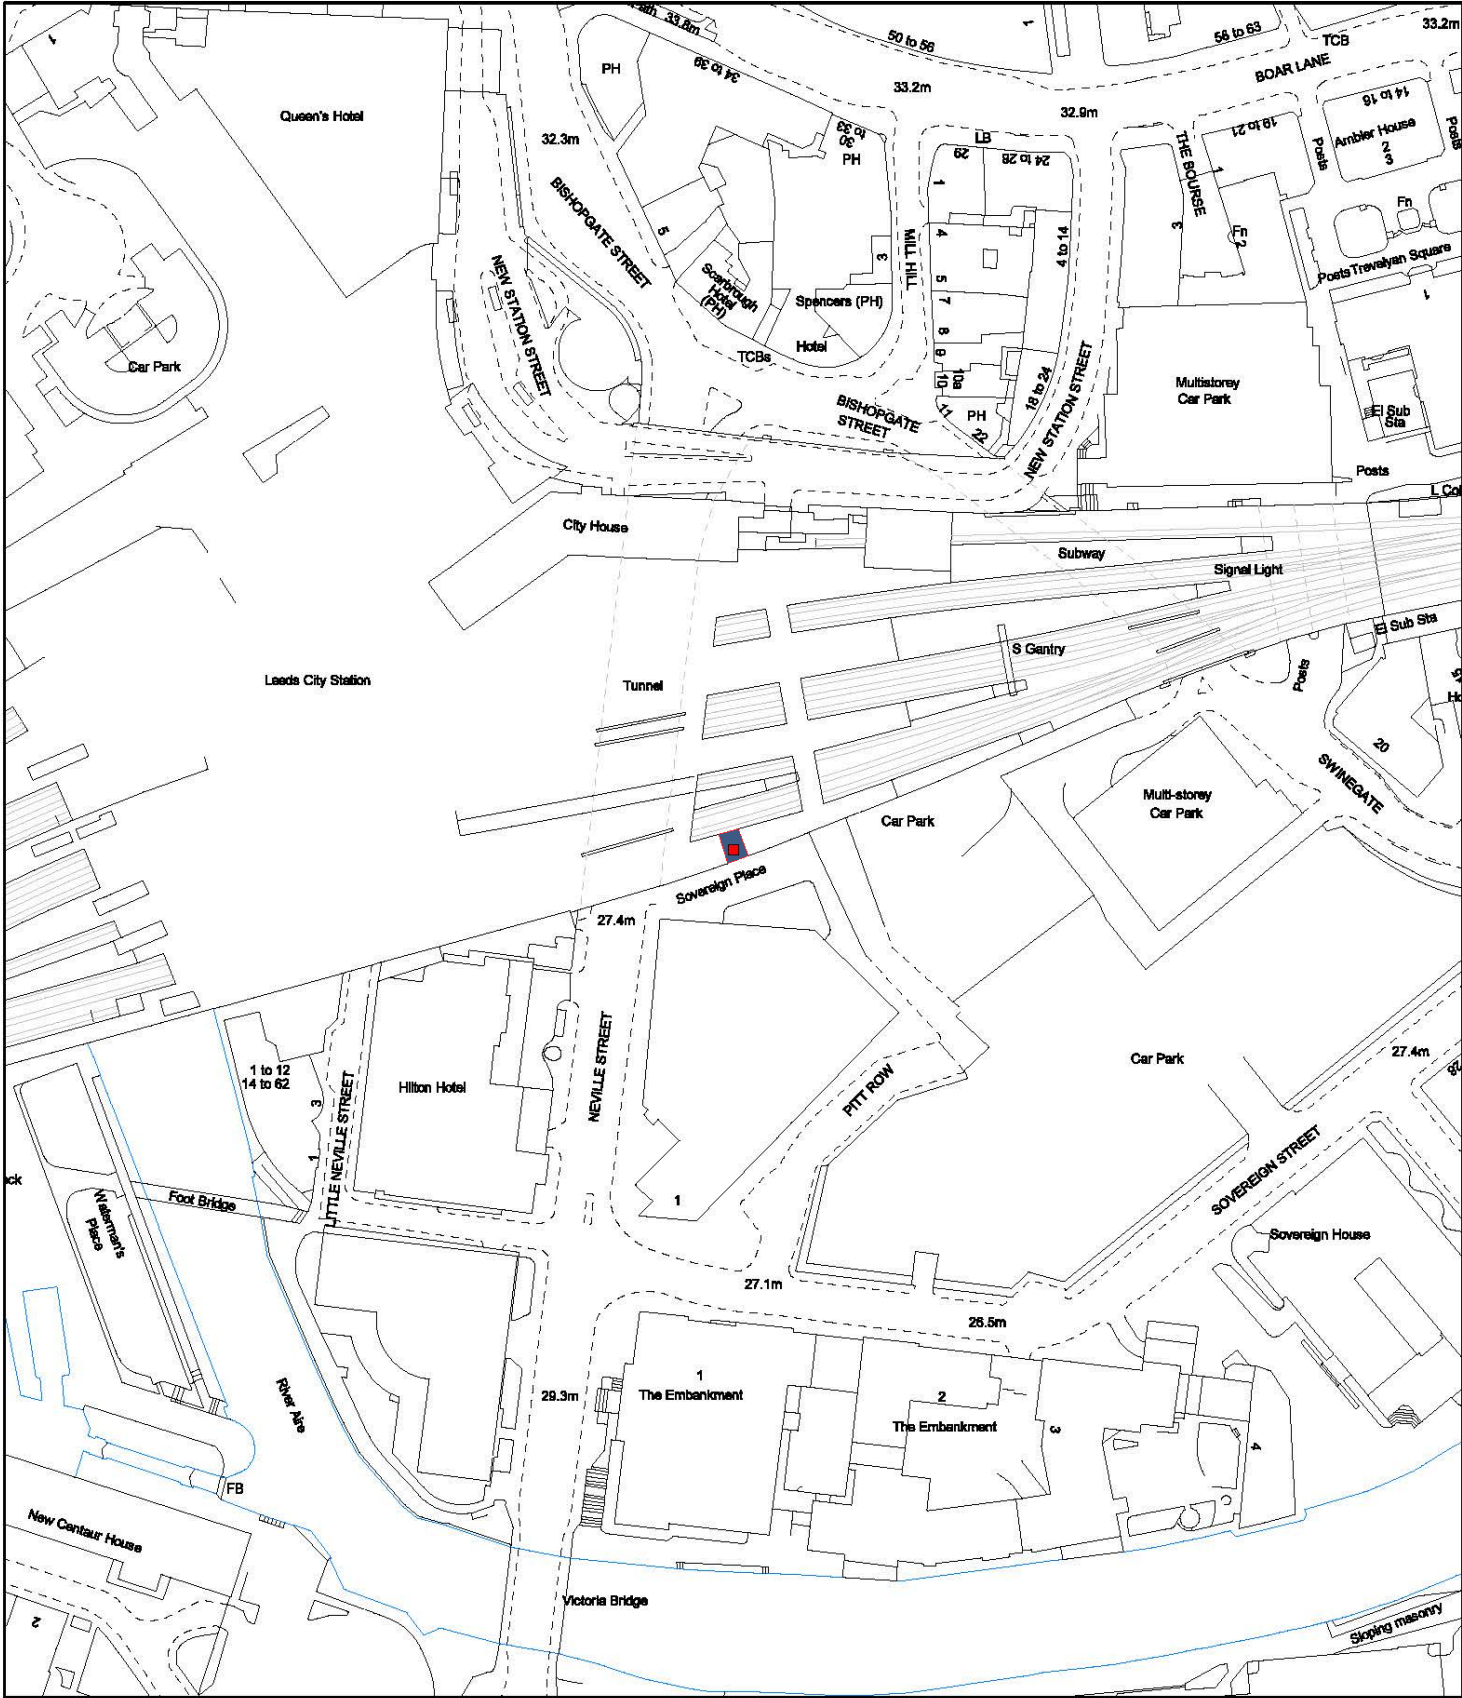 ath 33.8m
50 to 56
1
56 to 63
TCB
33.2m
BOAR LANE
1
PH
34 to 39
33.2m
32.9m
14 to 16
Queen's Hotel
32.3m
30 to 33
PH
LB
29
24 to 28
THE BOURSE
19 to 21
Posts
Ambler House
2
3
Posts
BISHOPGATE STREET
1
1
5
MILL HILL
4
4 to 14
3
Fn
2
Fn
NEW STATION STREET
Scarbrough
Hotel
(PH)
3
5
Posts
Trevelyan Square
1
Spencers (PH)
7
Hotel
8
TCBs
9
Car Park
10
10a
18 to 24
NEW STATION STREET
Multistorey
Car Park
BISHOPGATE
STREET
11
PH
22
El Sub
Sta
Posts
L Col
City House
Subway
Signal Light
El Sub Sta
S Gantry
Leeds City Station
Tunnel
Posts
20
SWINEGATE
Multi-storey
Car Park
Car Park
Sovereign Place
27.4m
NEVILLE STREET
Car Park
27.4m
28
1 to 12
14 to 62
Hilton Hotel
3
LITTLE NEVILLE STREET
PITT ROW
1
SOVEREIGN STREET
ck
Foot Bridge
1
Waterman's
Place
Sovereign House
27.1m
26.5m
River Aire
29.3m
1
The Embankment
2
The Embankment
3
4
FB
New Centaur House
Victoria Bridge
2
Sloping masonry